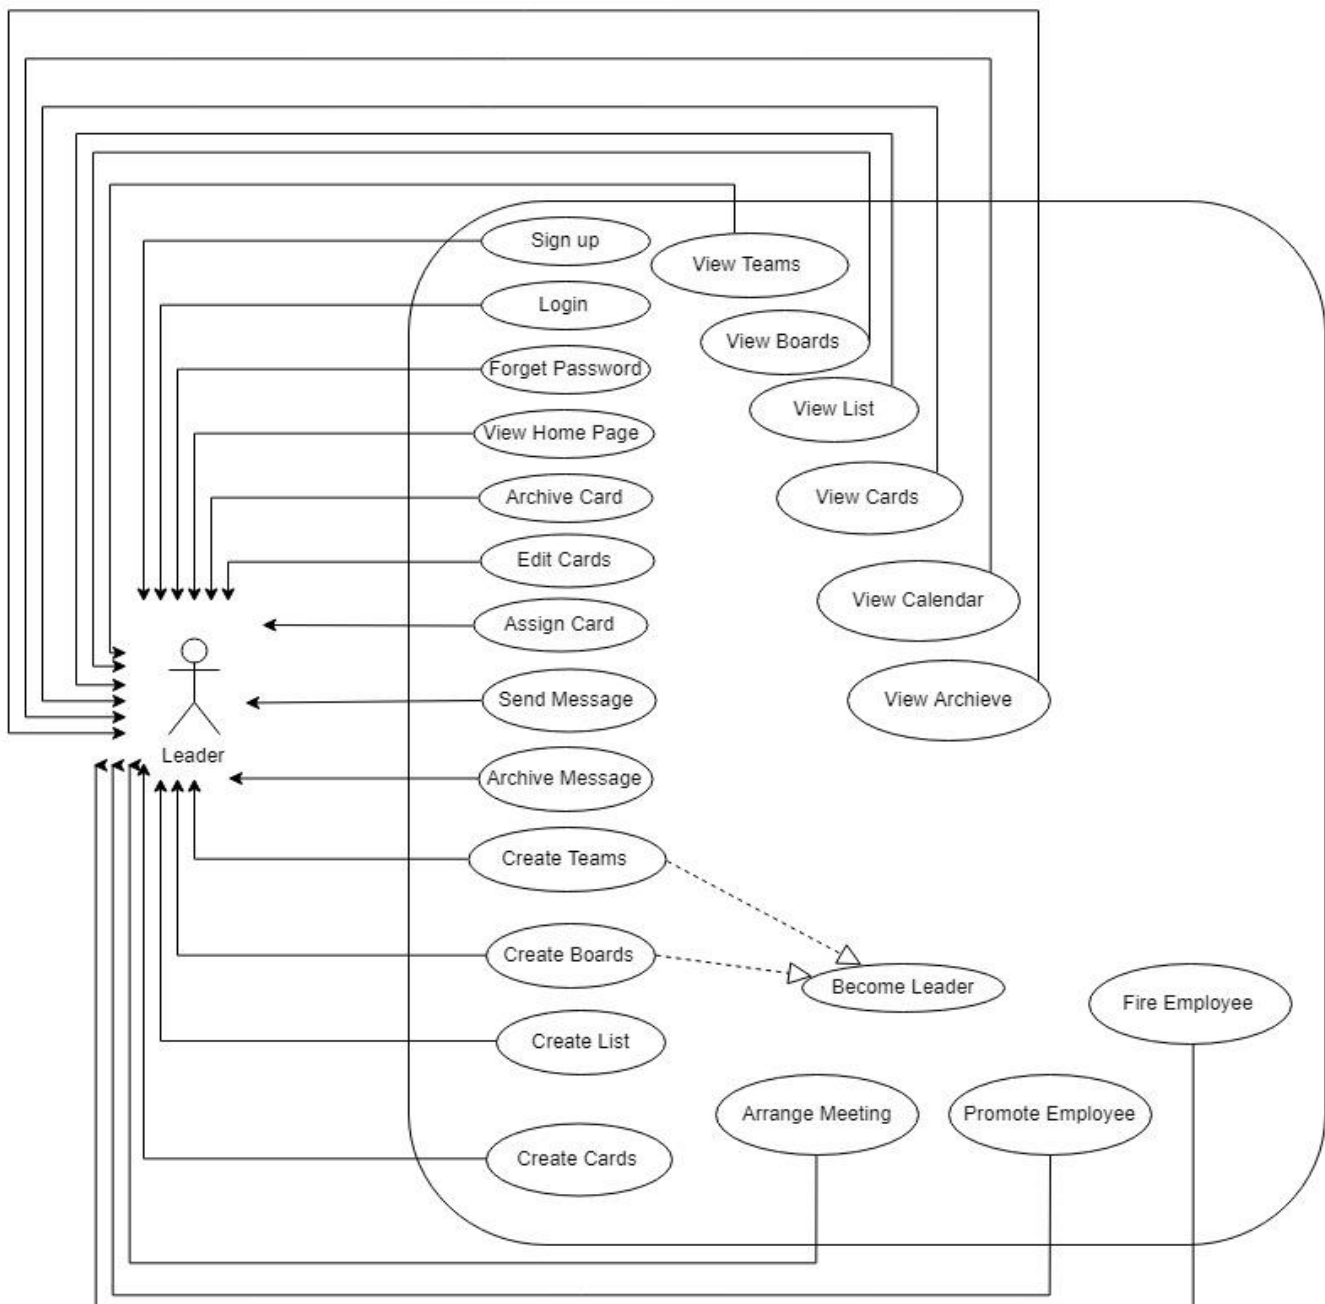 Sign up
View Teams
Login
View Boards
Forget Password
View List
View Home Page
Archive Card
View Cards
Edit Cards
View Calendar
Assign Card
Send Message
View Archieve
Leader
Archive Message
Create Teams
Create Boards
Become Leader
Fire Employee
Create List
Arrange Meeting
Promote Employee
Create Cards